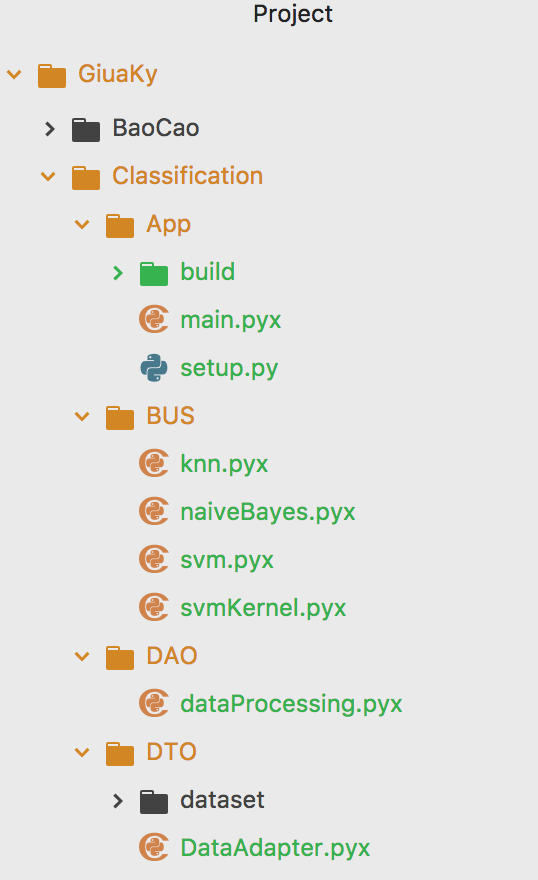 Project
GiuaKy
BaoCao
Classification
App
build
main.pyx
setup.py
BUS
knn.pyx
naiveBayes.pyx
svm.pyx
svmKernel.pyx
DAO
dataProcessing.pyx
DTO
dataset
DataAdapter.pyx